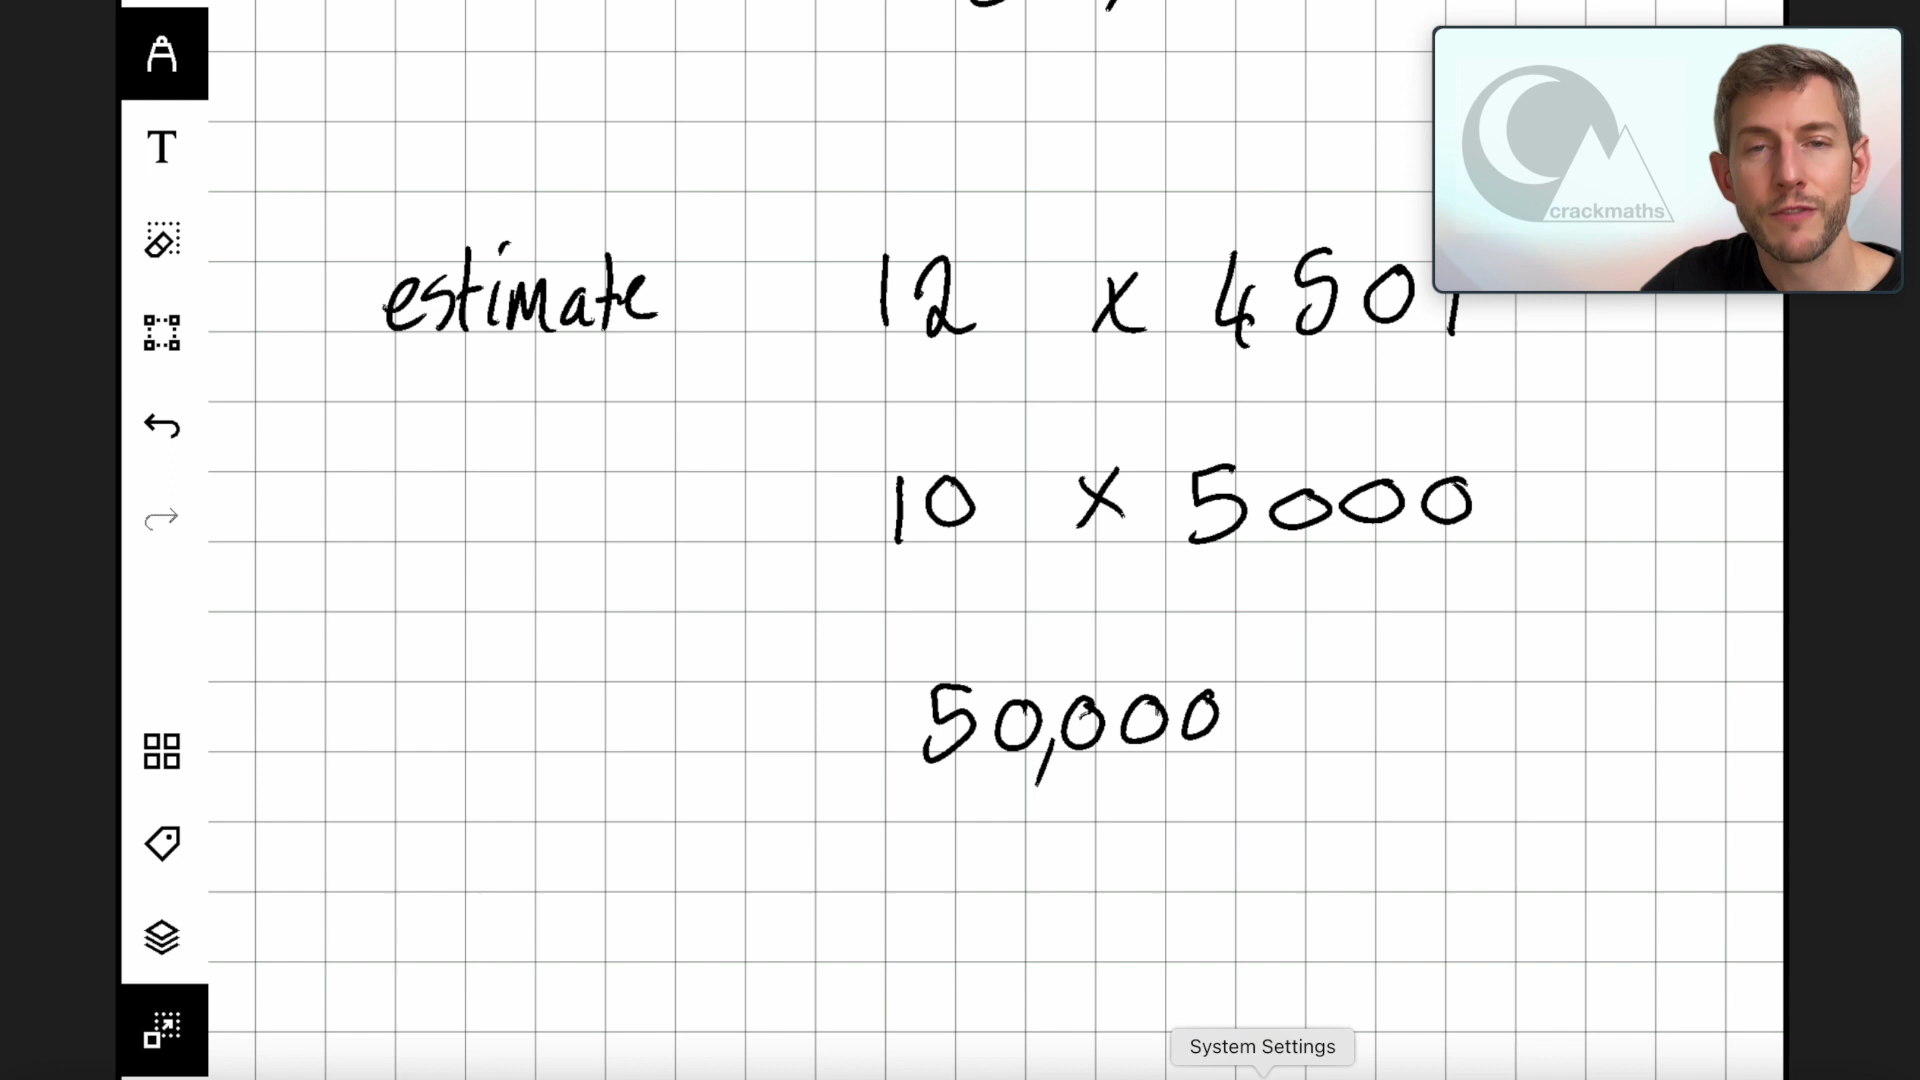 T
crackmaths
estimate 12 x 4501
10 x 5000
50,000
System Settings